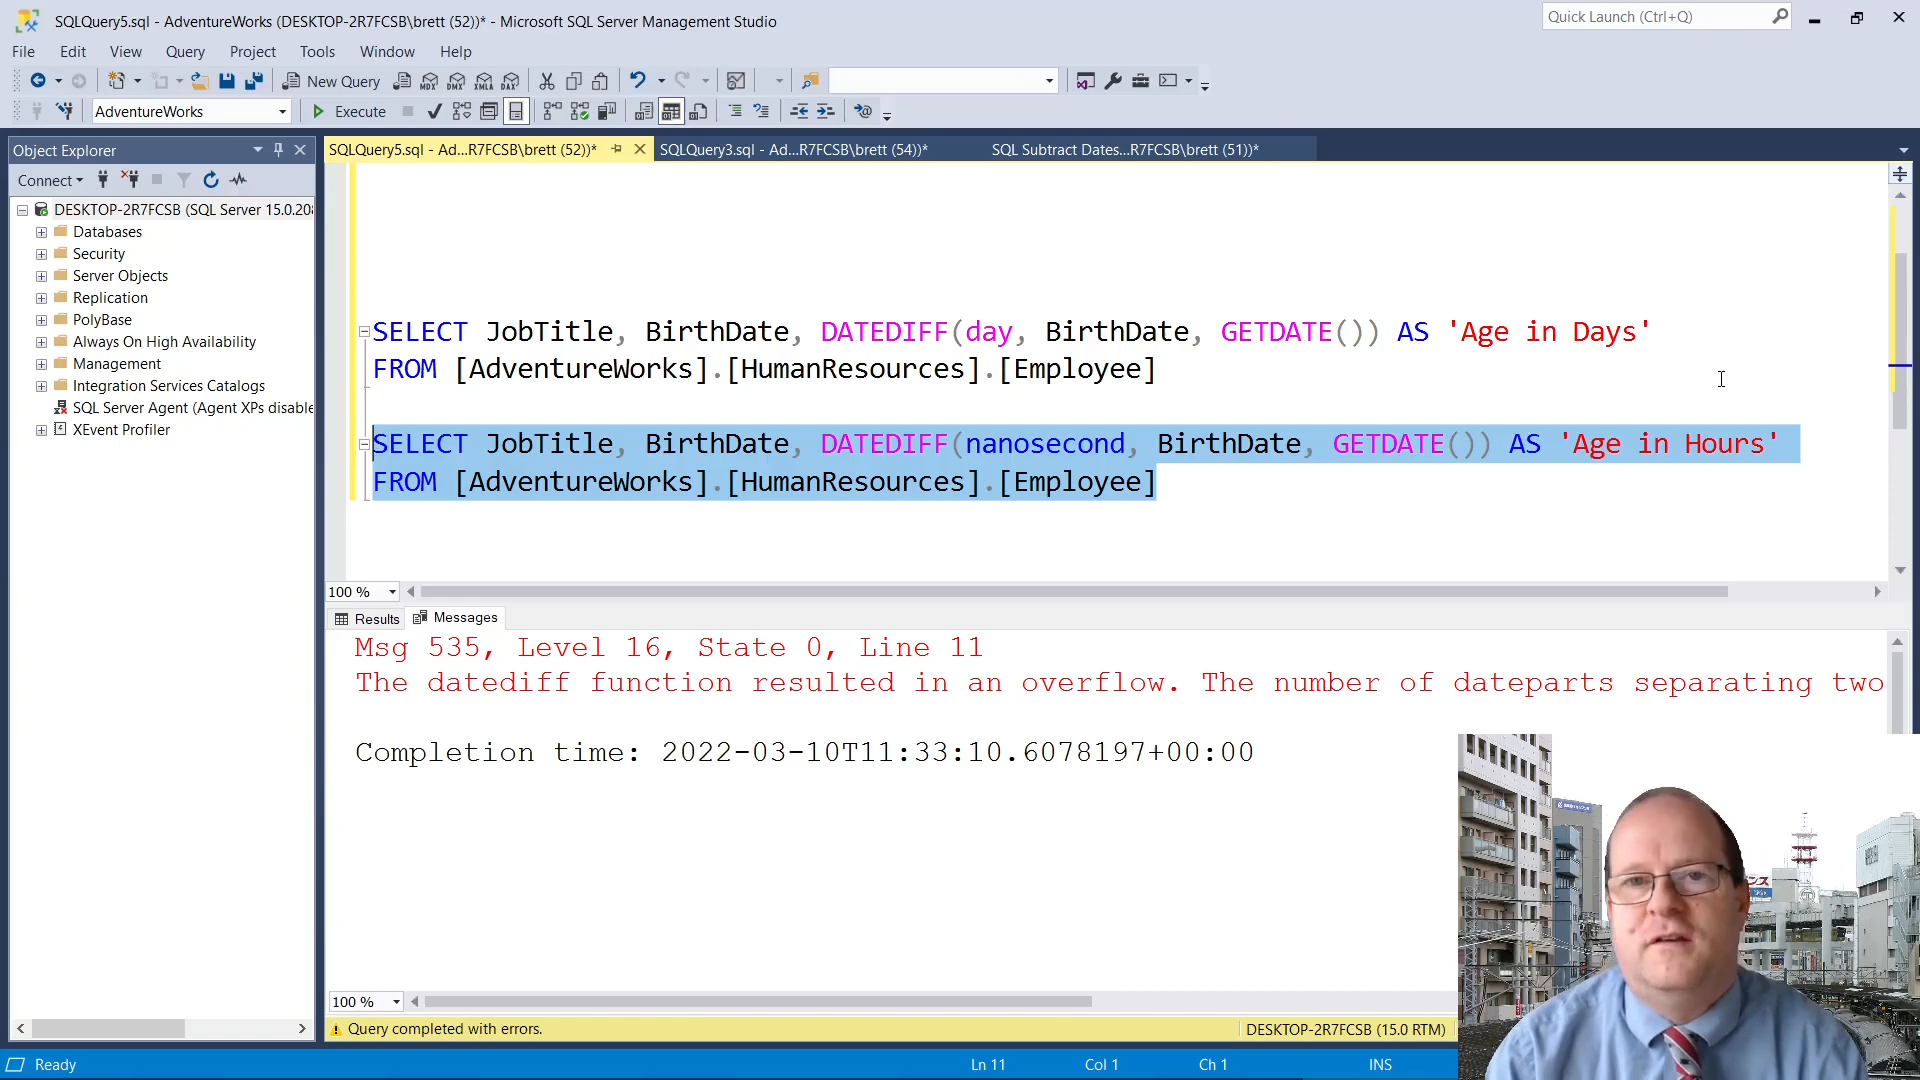 SQLQuery5.sql - AdventureWorks (DESKTOP-2R7FCSB\brett (52))* - Microsoft SQL Server Management Studio
Quick Launch (Ctrl+Q)
File Edit View Query Project Tools Window Help
New Query
MDX DMX XMLA DAX
AdventureWorks
Execute
Object Explorer
SQLQuery5.sql - Ad...R7FCSB\brett (52))*
SQLQuery3.sql - Ad...R7FCSB\brett (54))*
SQL Subtract Dates...R7FCSB\brett (51))*
Connect
DESKTOP-2R7FCSB (SQL Server 15.0.20
Databases
Security
Server Objects
Replication
PolyBase
Always On High Availability
Management
Integration Services Catalogs
SQL Server Agent (Agent XPs disable
XEvent Profiler
SELECT JobTitle, BirthDate, DATEDIFF(day, BirthDate, GETDATE()) AS 'Age in Days'
FROM [AdventureWorks].[HumanResources].[Employee]
SELECT JobTitle, BirthDate, DATEDIFF(nanosecond, BirthDate, GETDATE()) AS 'Age in Hours'
FROM [AdventureWorks].[HumanResources].[Employee]
100 %
Results Messages
Msg 535, Level 16, State 0, Line 11
The datediff function resulted in an overflow. The number of dateparts separating two
Completion time: 2022-03-10T11:33:10.6078197+00:00
100 %
Query completed with errors.
DESKTOP-2R7FCSB (15.0 RTM)
Ready
Ln 11
Col 1
Ch 1
INS